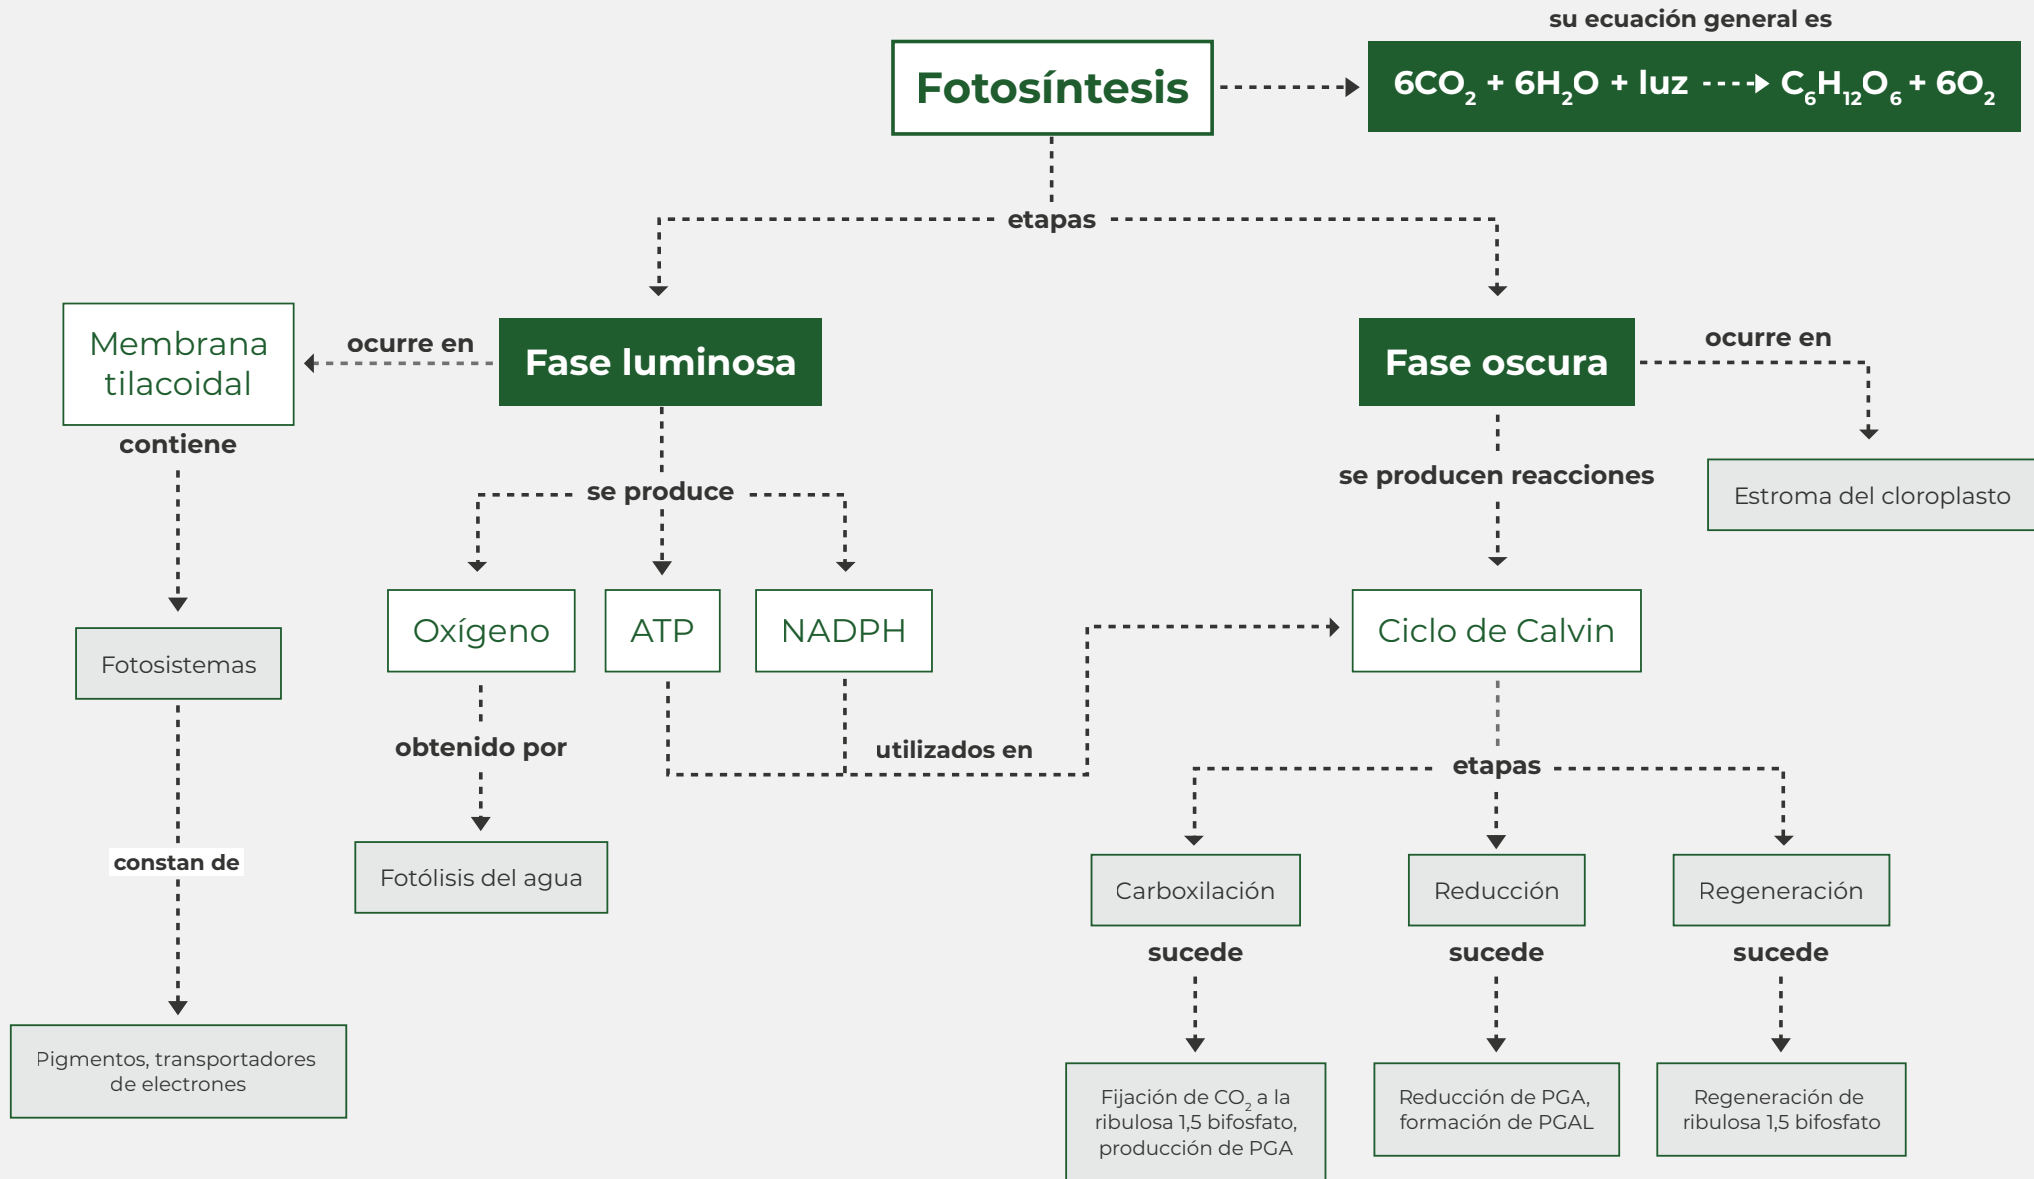 su ecuación general es
Fotosíntesis
6CO₂ + 6H₂O + luz ----> C₆H₁₂O₆ + 6O₂
etapas
Membrana
tilacoidal
ocurre en
Fase luminosa
Fase oscura
ocurre en
contiene
se produce
se producen reacciones
Estroma del cloroplasto
Fotosistemas
Oxígeno
ATP
NADPH
Ciclo de Calvin
obtenido por
utilizados en
etapas
constan de
Fotólisis del agua
Carboxilación
Reducción
Regeneración
sucede
sucede
sucede
Pigmentos, transportadores
de electrones
Fijación de CO₂ a la
ribulosa 1,5 bifosfato,
producción de PGA
Reducción de PGA,
formación de PGAL
Regeneración de
ribulosa 1,5 bifosfato